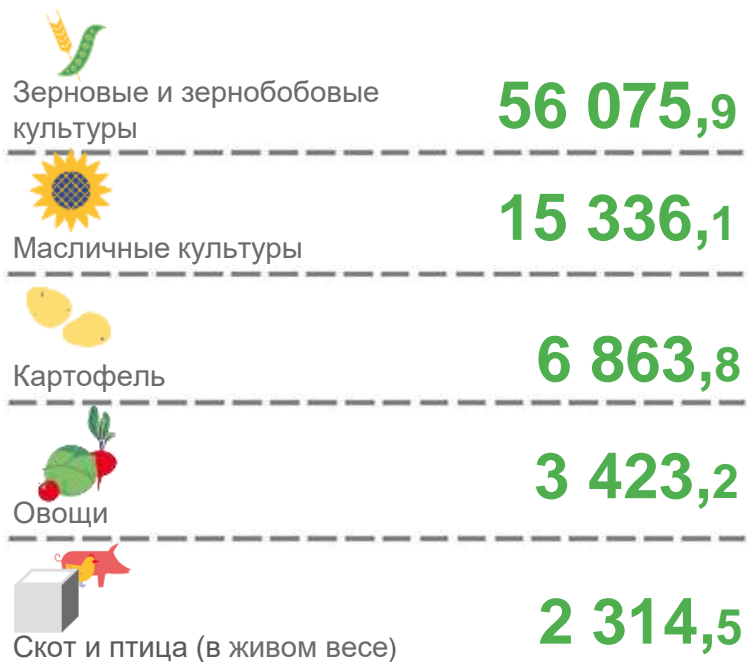 Зерновые и зернобобовые
культуры
56 075,9
Масличные культуры
15 336,1
Картофель
6 863,8
Овощи
3 423,2
Скот и птица (в живом весе)
2 314,5